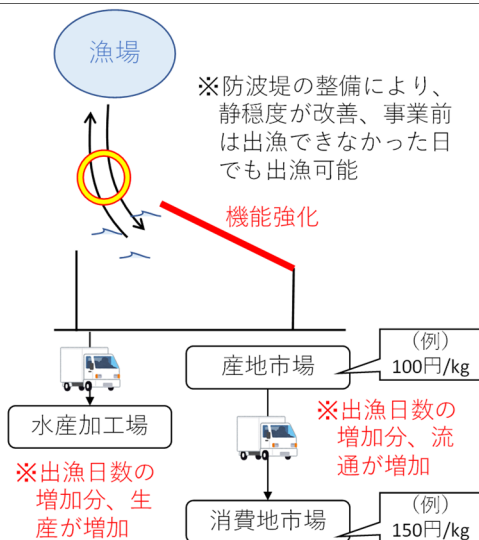 漁場
※防波堤の整備により、
静穏度が改善、事業前
は出漁できなかった日
でも出漁可能
機能強化
産地市場
（例）
100円/kg
水産加工場
※出漁日数の
増加分、流
通が増加
※出漁日数の
増加分、生
産が増加
消費地市場
（例）
150円/kg